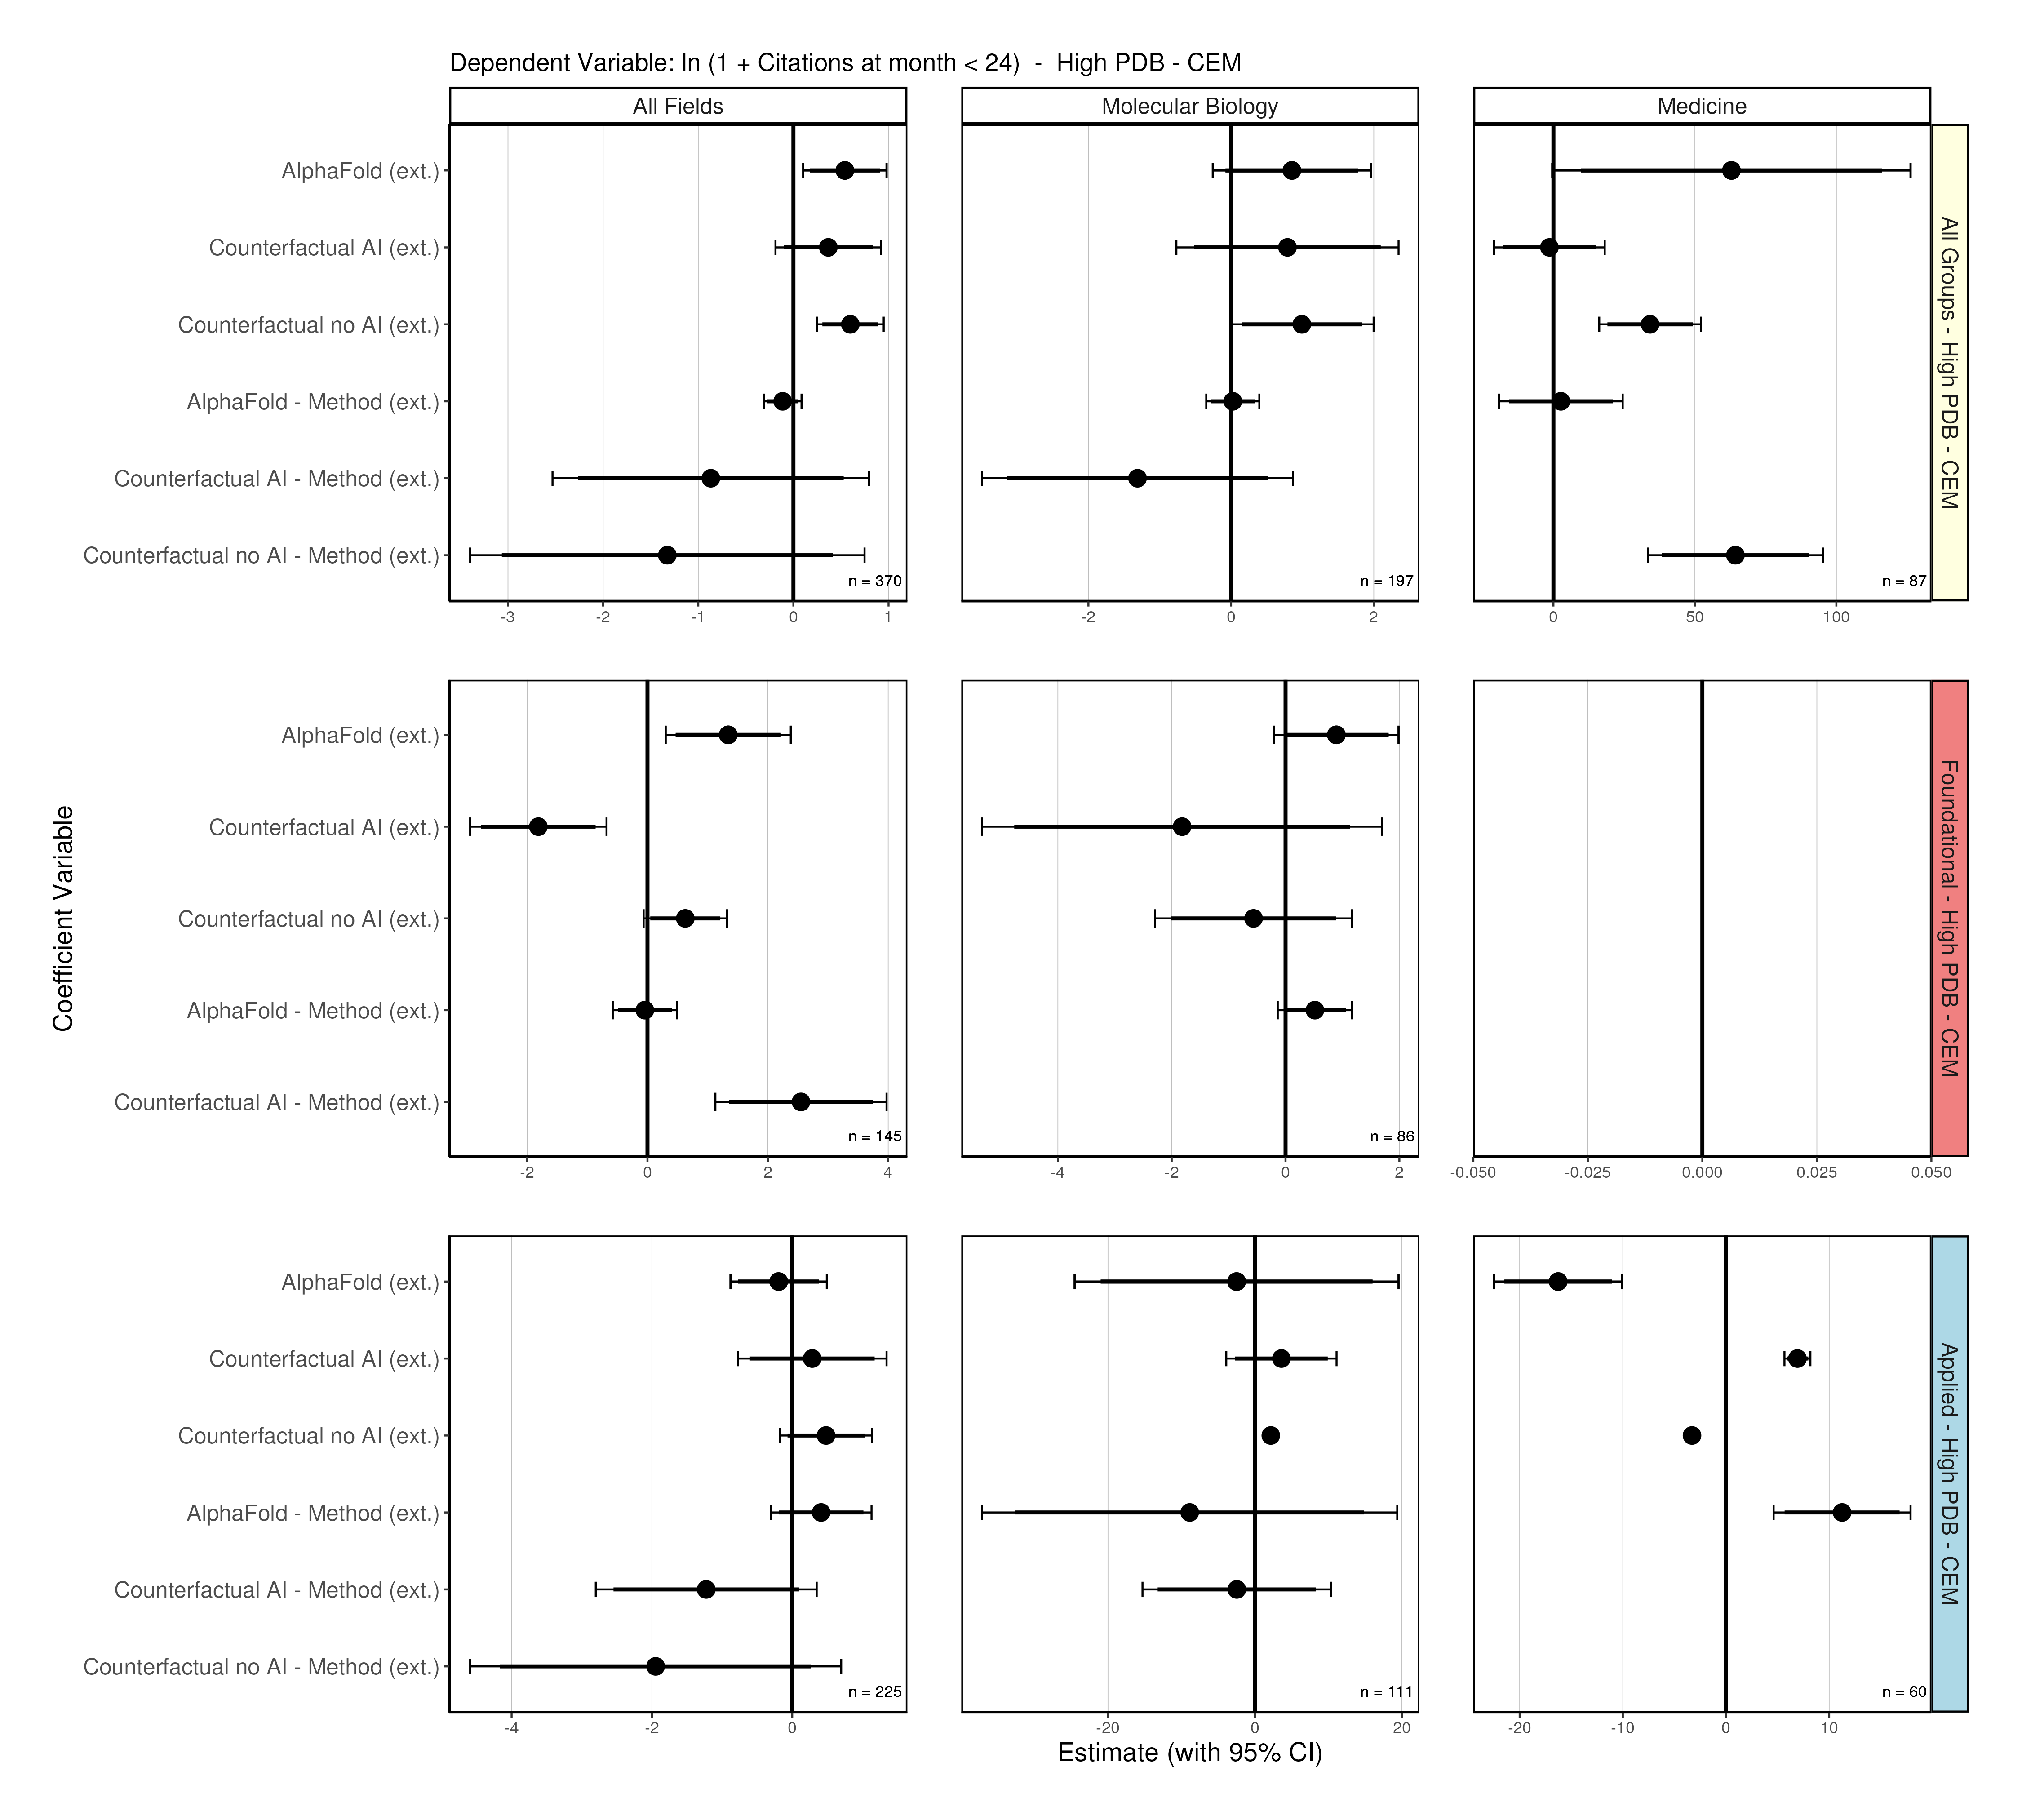 Dependent Variable: ln (1 + Citations at month < 24)  -  High PDB - CEM
All Fields
Molecular Biology
Medicine
AlphaFold (ext.)
Counterfactual AI (ext.)
Counterfactual no AI (ext.)
AlphaFold - Method (ext.)
Counterfactual AI - Method (ext.)
Counterfactual no AI - Method (ext.)
n = 370
n = 197
n = 87
-3 -2 -1 0 1
-2 0 2
0 50 100
All Groups - High PDB - CEM
Coefficient Variable
AlphaFold (ext.)
Counterfactual AI (ext.)
Counterfactual no AI (ext.)
AlphaFold - Method (ext.)
Counterfactual AI - Method (ext.)
n = 145
n = 86
-2 0 2 4
-4 -2 0 2
-0.050 -0.025 0.000 0.025 0.050
Foundational - High PDB - CEM
AlphaFold (ext.)
Counterfactual AI (ext.)
Counterfactual no AI (ext.)
AlphaFold - Method (ext.)
Counterfactual AI - Method (ext.)
Counterfactual no AI - Method (ext.)
n = 225
n = 111
n = 60
-4 -2 0
-20 0 20
-20 -10 0 10
Applied - High PDB - CEM
Estimate (with 95% CI)